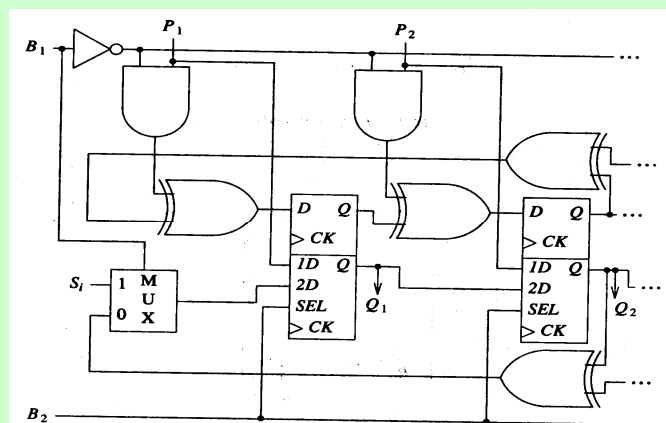 P1 P2
B1
...
...
D Q D Q ...
CK CK
1D Q 1D Q
Si 1 M 2D 2D ...
U SEL Q1 SEL Q2
0 X CK CK
...
B2
...